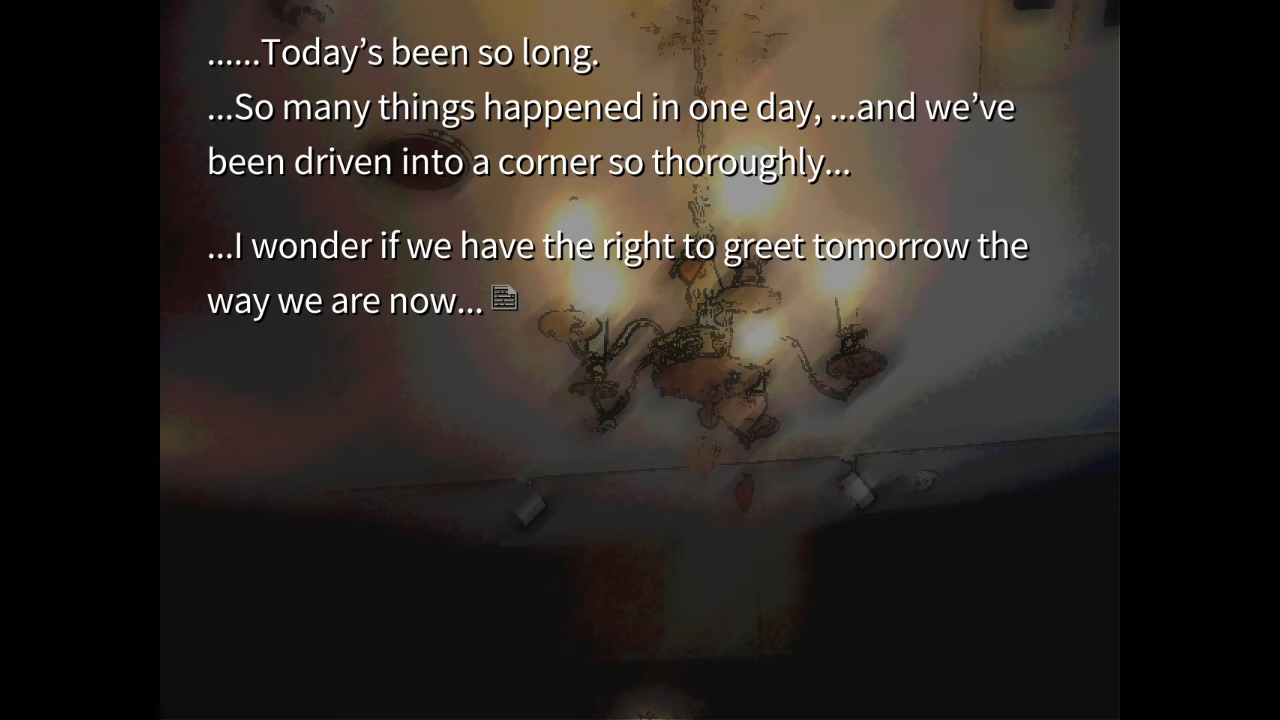 ......Today’s been so long.
...So many things happened in one day, ...and we’ve
been driven into a corner so thoroughly...
...I wonder if we have the right to greet tomorrow the
way we are now...